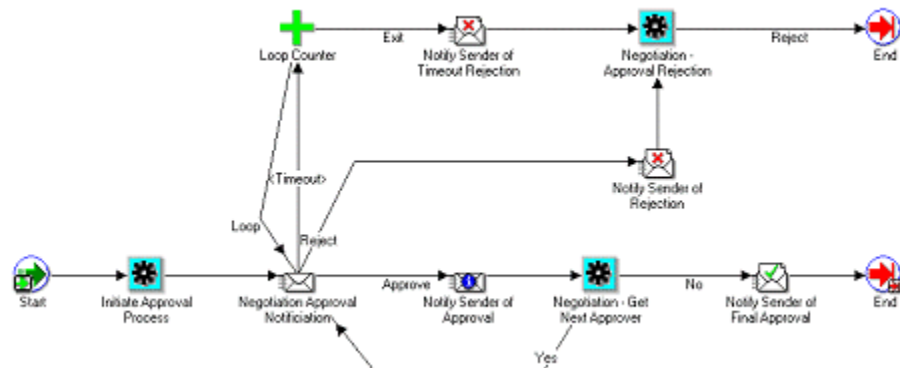 Loop Counter
Exit
Notify Sender of
Timeout Rejection
Negotiation -
Approval Rejection
Reject
End
<Timeout>
Notify Sender of
Rejection
Loop
Reject
Start
Initiate Approval
Process
Negotiation Approval
Notificiation
Approve
Notify Sender of
Approval
Negotiation - Get
Next Approver
No
Notify Sender of
Final Approval
End
Yes